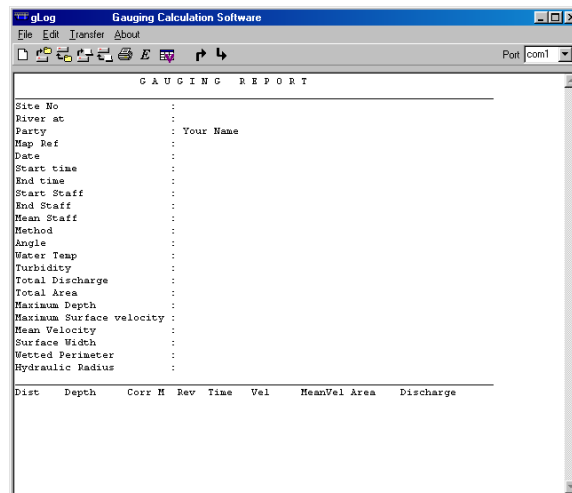 gLog Gauging Calculation Software
File Edit Transfer About
E Port com1
GAUGING REPORT
Site No :
River at :
Party : Your Name
Map Ref :
Date :
Start time :
End time :
Start Staff :
End Staff :
Mean Staff :
Method :
Angle :
Water Temp :
Turbidity :
Total Discharge :
Total Area :
Maximum Depth :
Maximum Surface velocity :
Mean Velocity :
Surface Width :
Wetted Perimeter :
Hydraulic Radius :
Dist Depth Corr M Rev Time Vel MeanVel Area Discharge